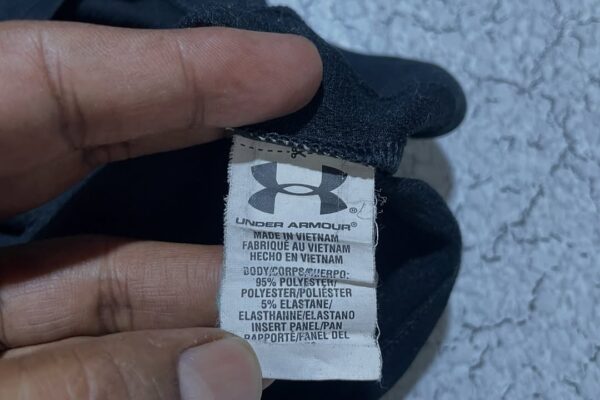 UNDER ARMOUR®
MADE IN VIETNAM
FABRIQUÉ AU VIETNAM
HECHO EN VIETNAM
BODY/CORPS/CUERPO:
95% POLYESTER/
POLYESTER/POLIÉSTER
5% ELASTANE/
ELASTHANNE/ELASTANO
INSERT PANEL/PAN
RAPPORTÉ/PANEL DEL